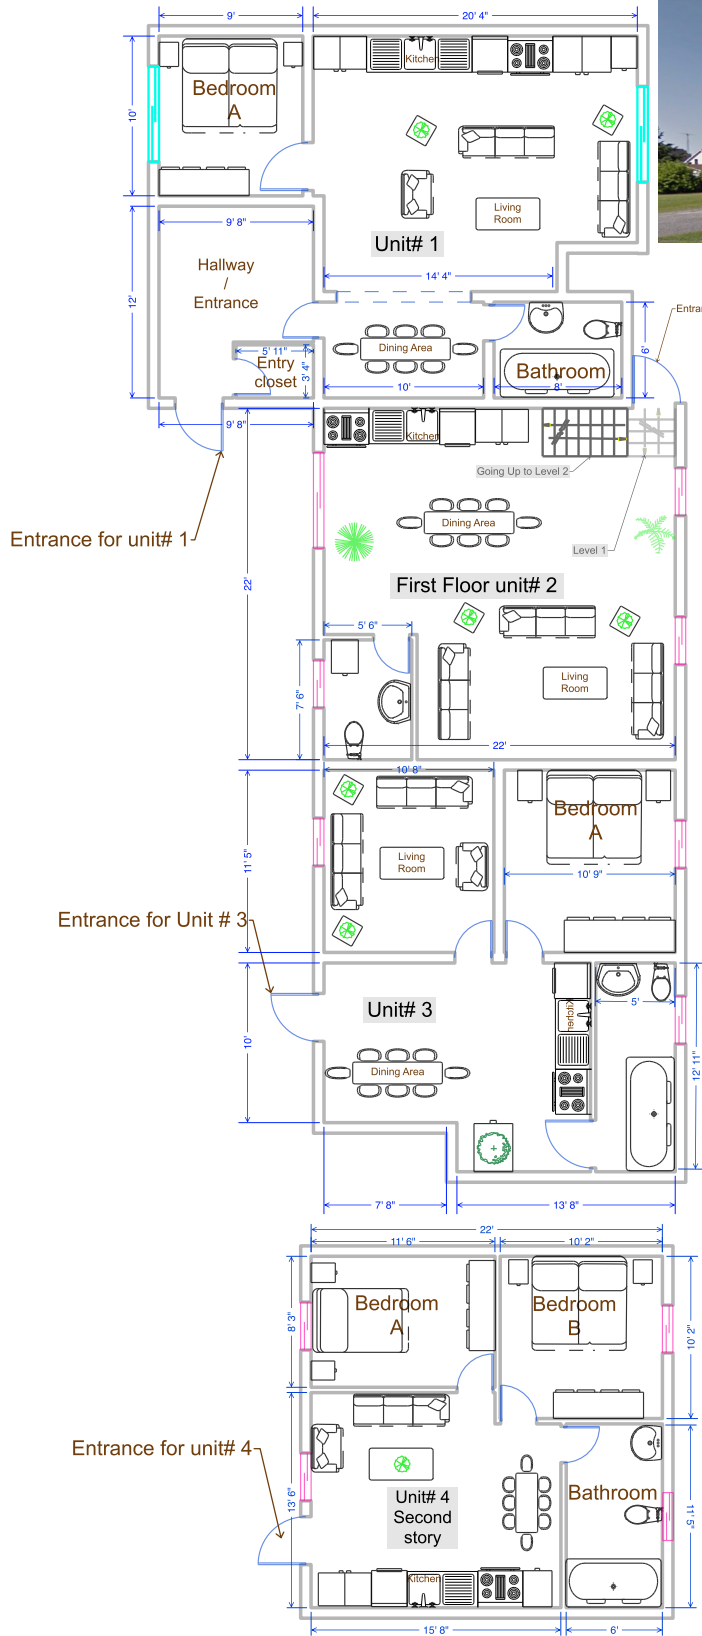 9'
20' 4"
Kitchen
Bedroom
A
10'
Living
Room
Unit# 1
9' 8"
14' 4"
Hallway
/
Entrance
12'
Entra
Dining Area
6'
5' 11"
Entry
closet
3' 4"
Bathroom
10'
8'
9' 8"
Kitchen
Going Up to Level 2
Dining Area
Entrance for unit# 1
Level 1
22'
First Floor unit# 2
5' 6"
Living
Room
7' 6"
22'
10' 8"
Bedroom
A
11' 5"
Living
Room
10' 9"
Entrance for Unit # 3
5'
Unit# 3
Kitchen
10'
Dining Area
12' 11"
7' 8"
13' 8"
22'
11' 6"
10' 2"
Bedroom
A
Bedroom
B
8' 3"
10' 2"
Entrance for unit# 4
13' 6"
Unit# 4
Second
story
Bathroom
11' 5"
Kitchen
15' 8"
6'